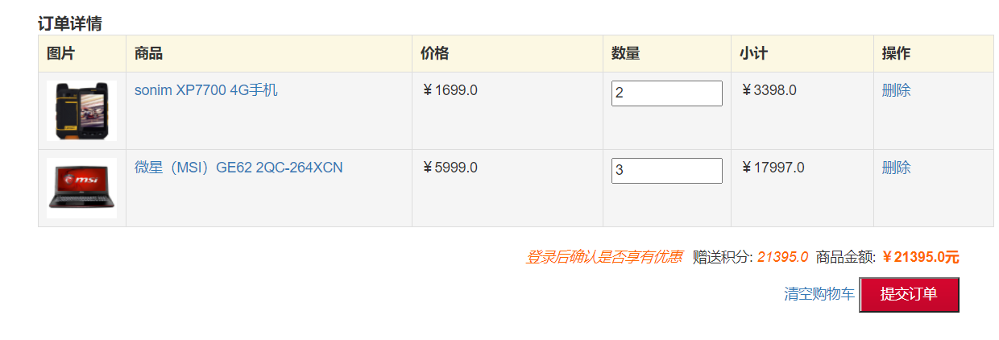 订单详情
图片 商品 价格 数量 小计 操作
sonim XP7700 4G手机 ¥1699.0 2 ¥3398.0 删除
msi
微星（MSI）GE62 2QC-264XCN ¥5999.0 3 ¥17997.0 删除
登录后确认是否享有优惠 赠送积分: 21395.0 商品金额: ¥21395.0元
清空购物车 提交订单